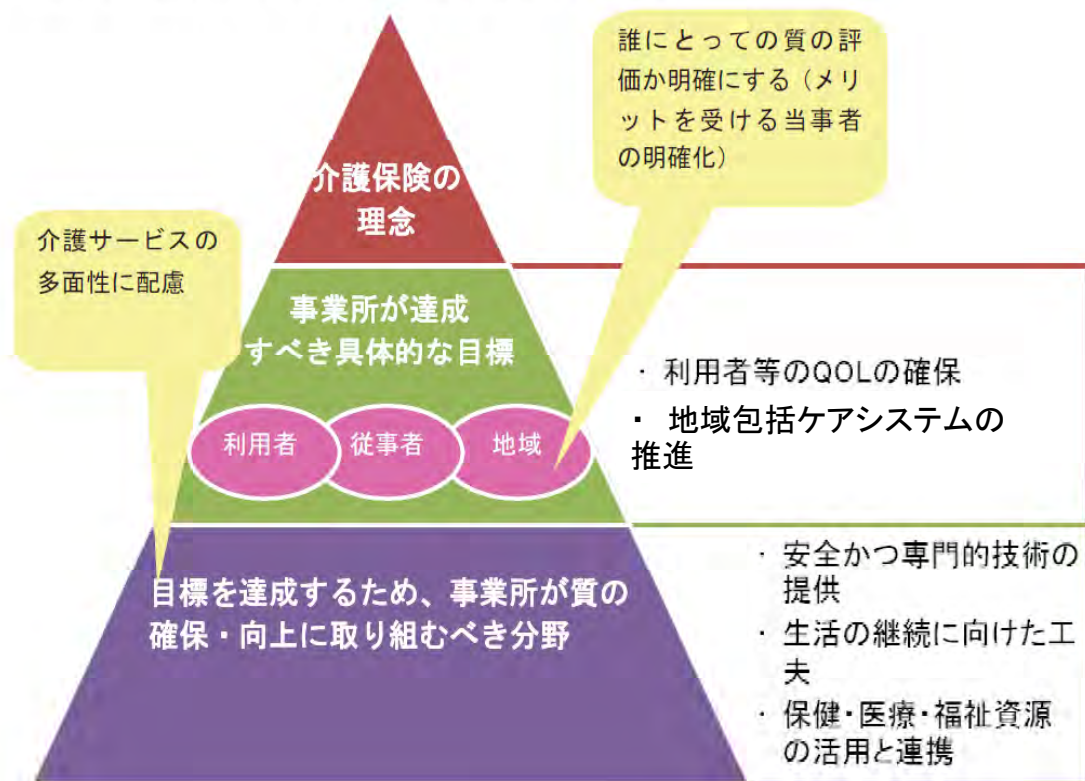 誰にとっての質の評
価か明確にする（メリ
ットを受ける当事者
の明確化）
介護保険の
理念
介護サービスの
多面性に配慮
事業所が達成
すべき具体的な目標
利用者
従事者
地域
・ 利用者等のQOLの確保
・ 地域包括ケアシステムの
推進
目標を達成するため、事業所が質の
確保・向上に取り組むべき分野
・ 安全かつ専門的技術の
提供
・ 生活の継続に向けた工
夫
・ 保健・医療・福祉資源
の活用と連携